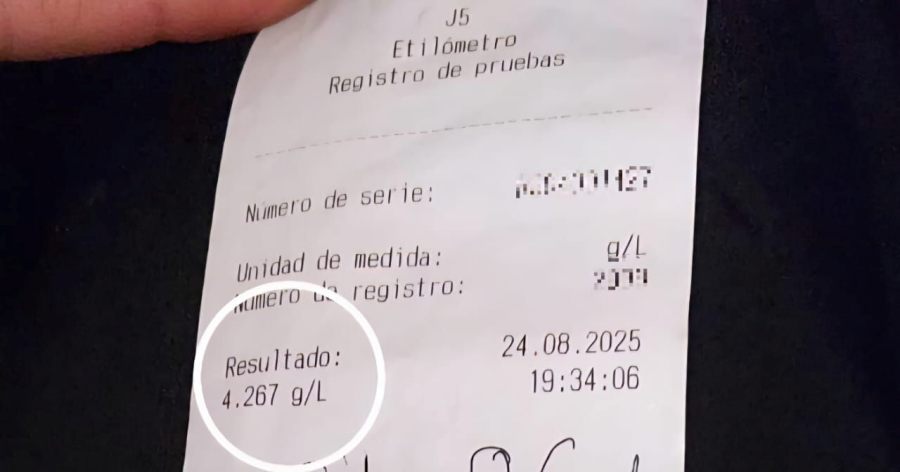 J5
Etilómetro
Registro de pruebas
Número de serie:
Unidad de medida: g/L
Número de registro:
Resultado: 24.08.2025
4.267 g/L 19:34:06